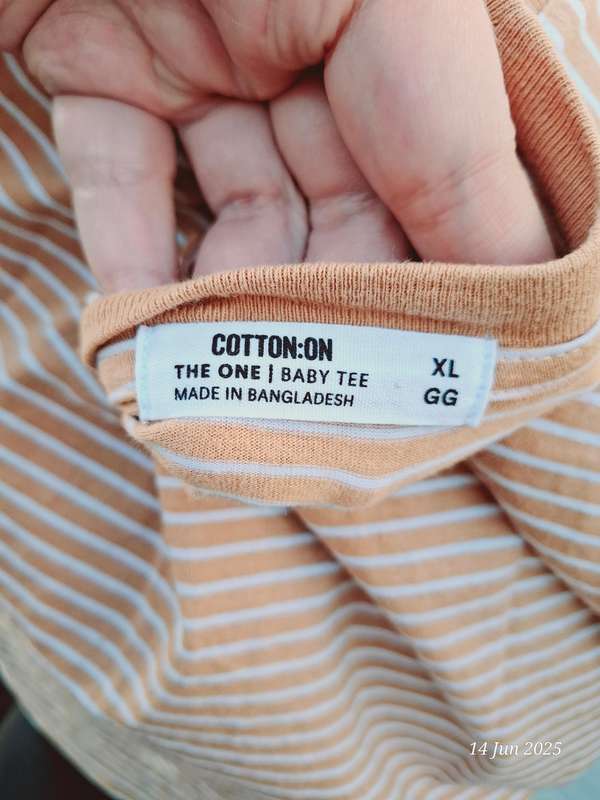 COTTON:ON
THE ONE | BABY TEE
MADE IN BANGLADESH
XL
GG
14 Jun 2025